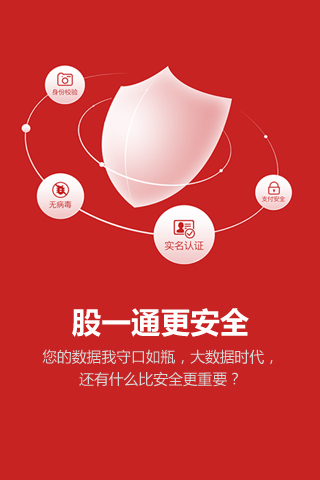 身份校验
无病毒
支付安全
实名认证
股一通更安全
您的数据我守口如瓶，大数据时代，
还有什么比安全更重要？